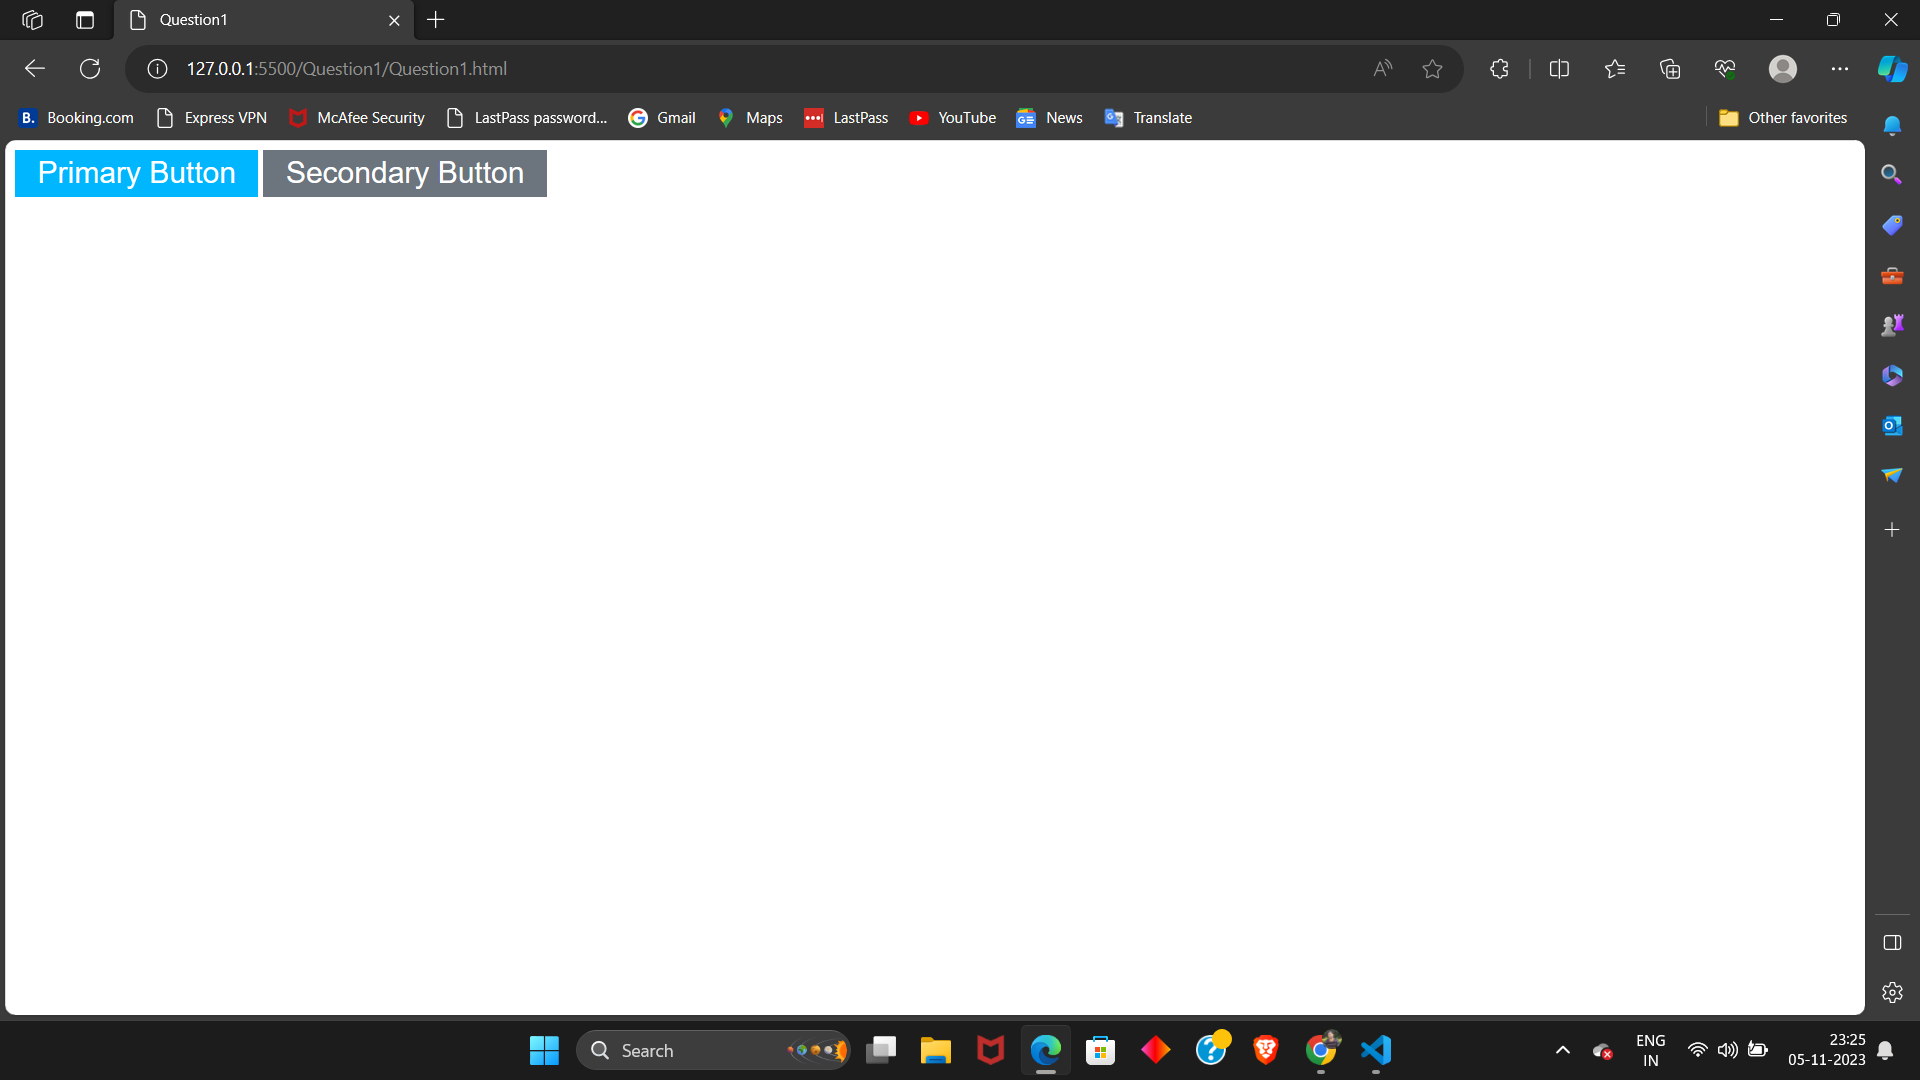 Question1
127.0.0.1:5500/Question1/Question1.html
B. Booking.com Express VPN McAfee Security LastPass password... Gmail Maps LastPass YouTube News Translate Other favorites
Primary Button Secondary Button
Search
ENG
IN
23:25
05-11-2023